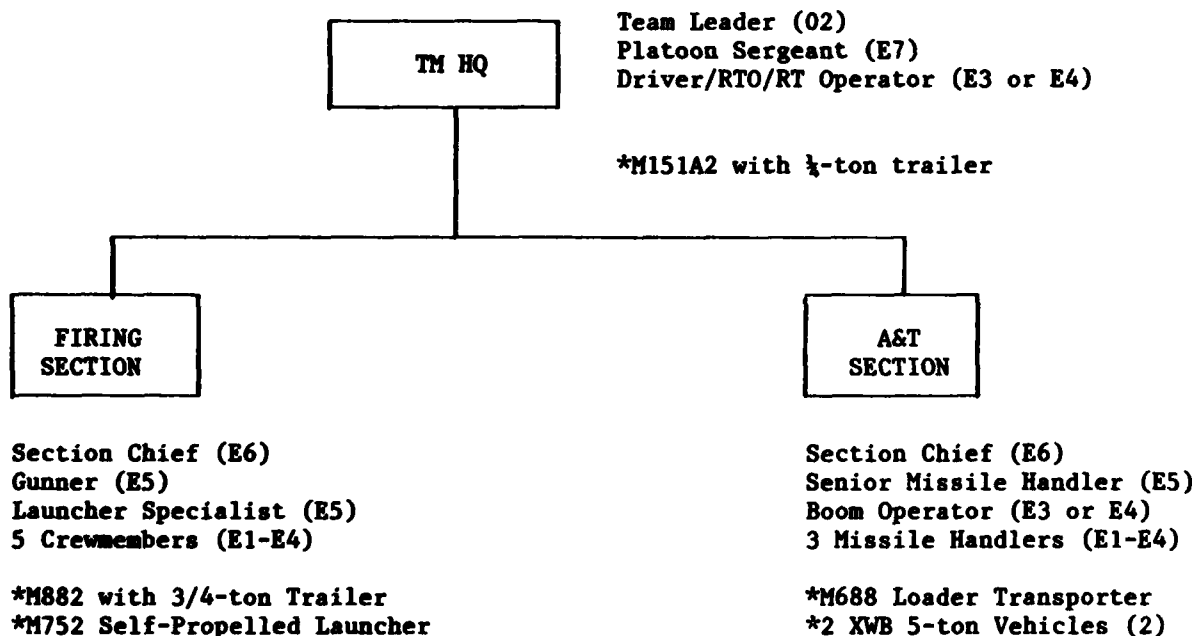 TM HQ
Team Leader (02)
Platoon Sergeant (E7)
Driver/RTO/RT Operator (E3 or E4)
*M151A2 with ¼-ton trailer
FIRING
SECTION
Section Chief (E6)
Gunner (E5)
Launcher Specialist (E5)
5 Crewmembers (E1-E4)
*M882 with 3/4-ton Trailer
*M752 Self-Propelled Launcher
A&T
SECTION
Section Chief (E6)
Senior Missile Handler (E5)
Boom Operator (E3 or E4)
3 Missile Handlers (E1-E4)
*M688 Loader Transporter
*2 XWB 5-ton Vehicles (2)